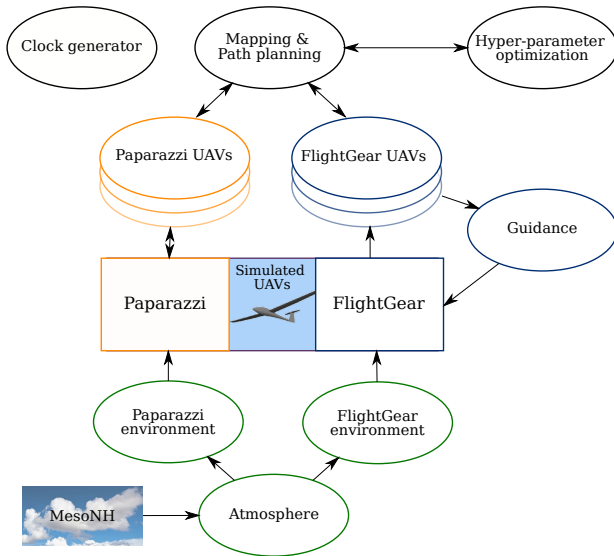 Clock generator
Mapping &
Path planning
Hyper-parameter
optimization
Paparazzi UAVs
FlightGear UAVs
Guidance
Paparazzi
Simulated
UAVs
FlightGear
Paparazzi
environment
FlightGear
environment
MesoNH
Atmosphere